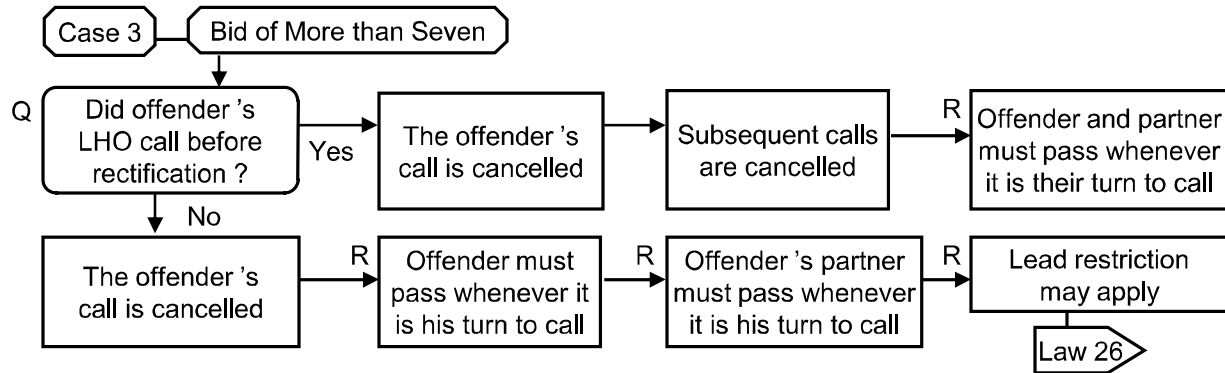 Case 3
Bid of More than Seven
Q
Did offender 's
LHO call before
rectification ?
Yes
The offender 's
call is cancelled
Subsequent calls
are cancelled
R
Offender and partner
must pass whenever
it is their turn to call
No
The offender 's
call is cancelled
R
Offender must
pass whenever it
is his turn to call
R
Offender 's partner
must pass whenever
it is his turn to call
R
Lead restriction
may apply
Law 26